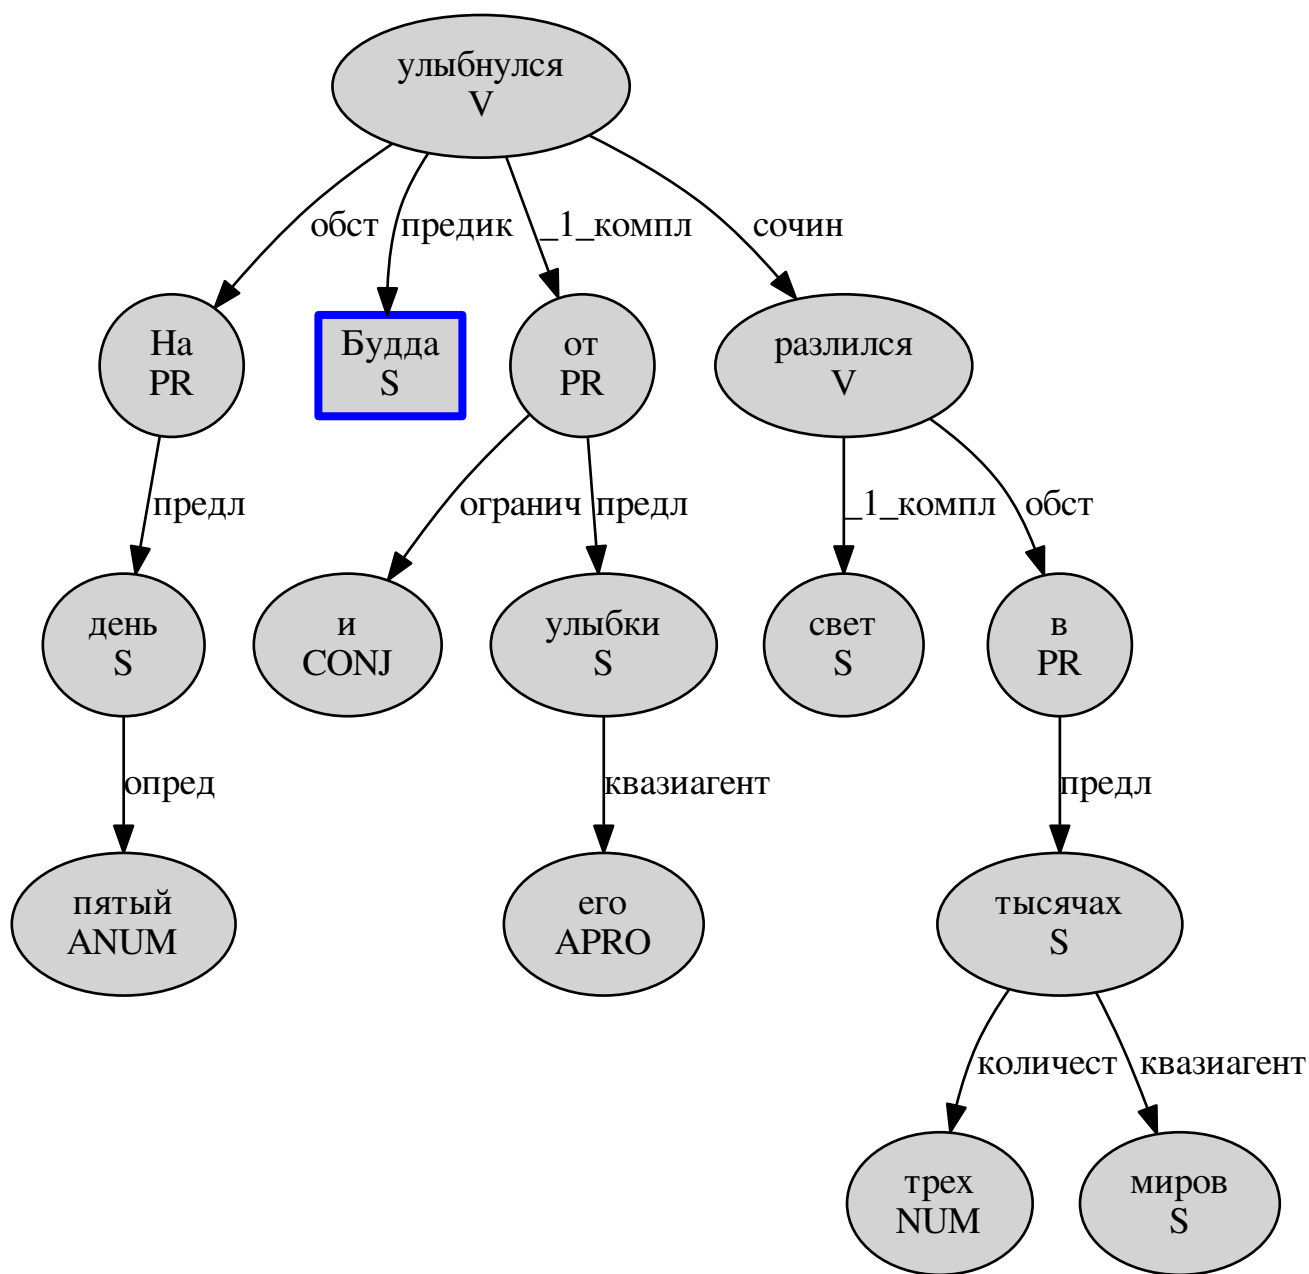 улыбнулся
V
обст
предик
_1_компл
сочин
На
PR
Будда
S
от
PR
разлился
V
предл
огранич
предл
_1_компл
обст
день
S
и
CONJ
улыбки
S
свет
S
в
PR
опред
квазиагент
предл
пятый
ANUM
его
APRO
тысячах
S
количест
квазиагент
трех
NUM
миров
S